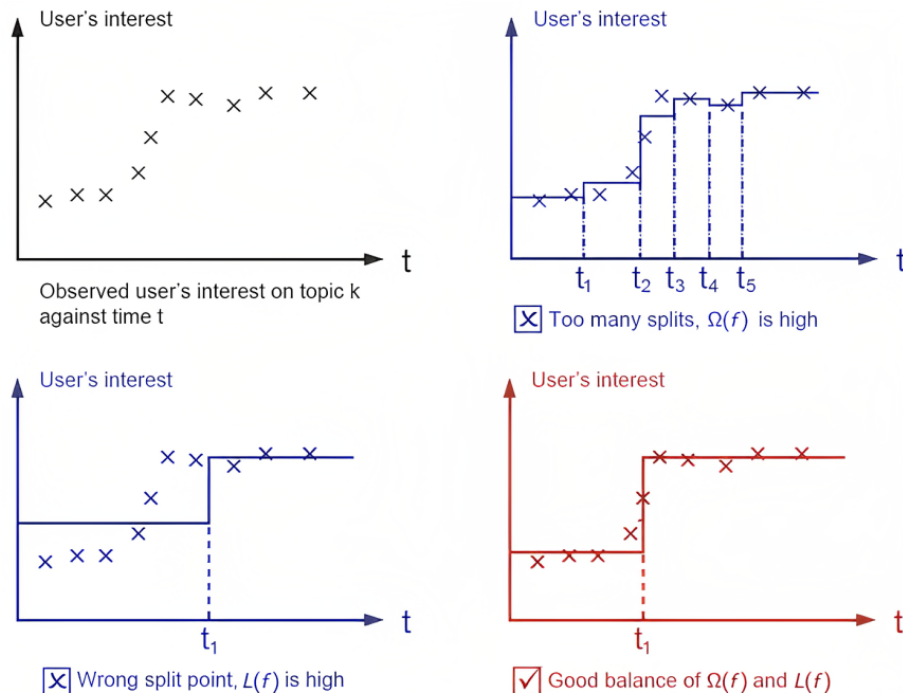 User's interest
t
Observed user's interest on topic k
against time t
User's interest
t
t₁ t₂ t₃ t₄ t₅
Too many splits, Ω(f) is high
User's interest
t
t₁
Wrong split point, L(f) is high
User's interest
t
t₁
Good balance of Ω(f) and L(f)